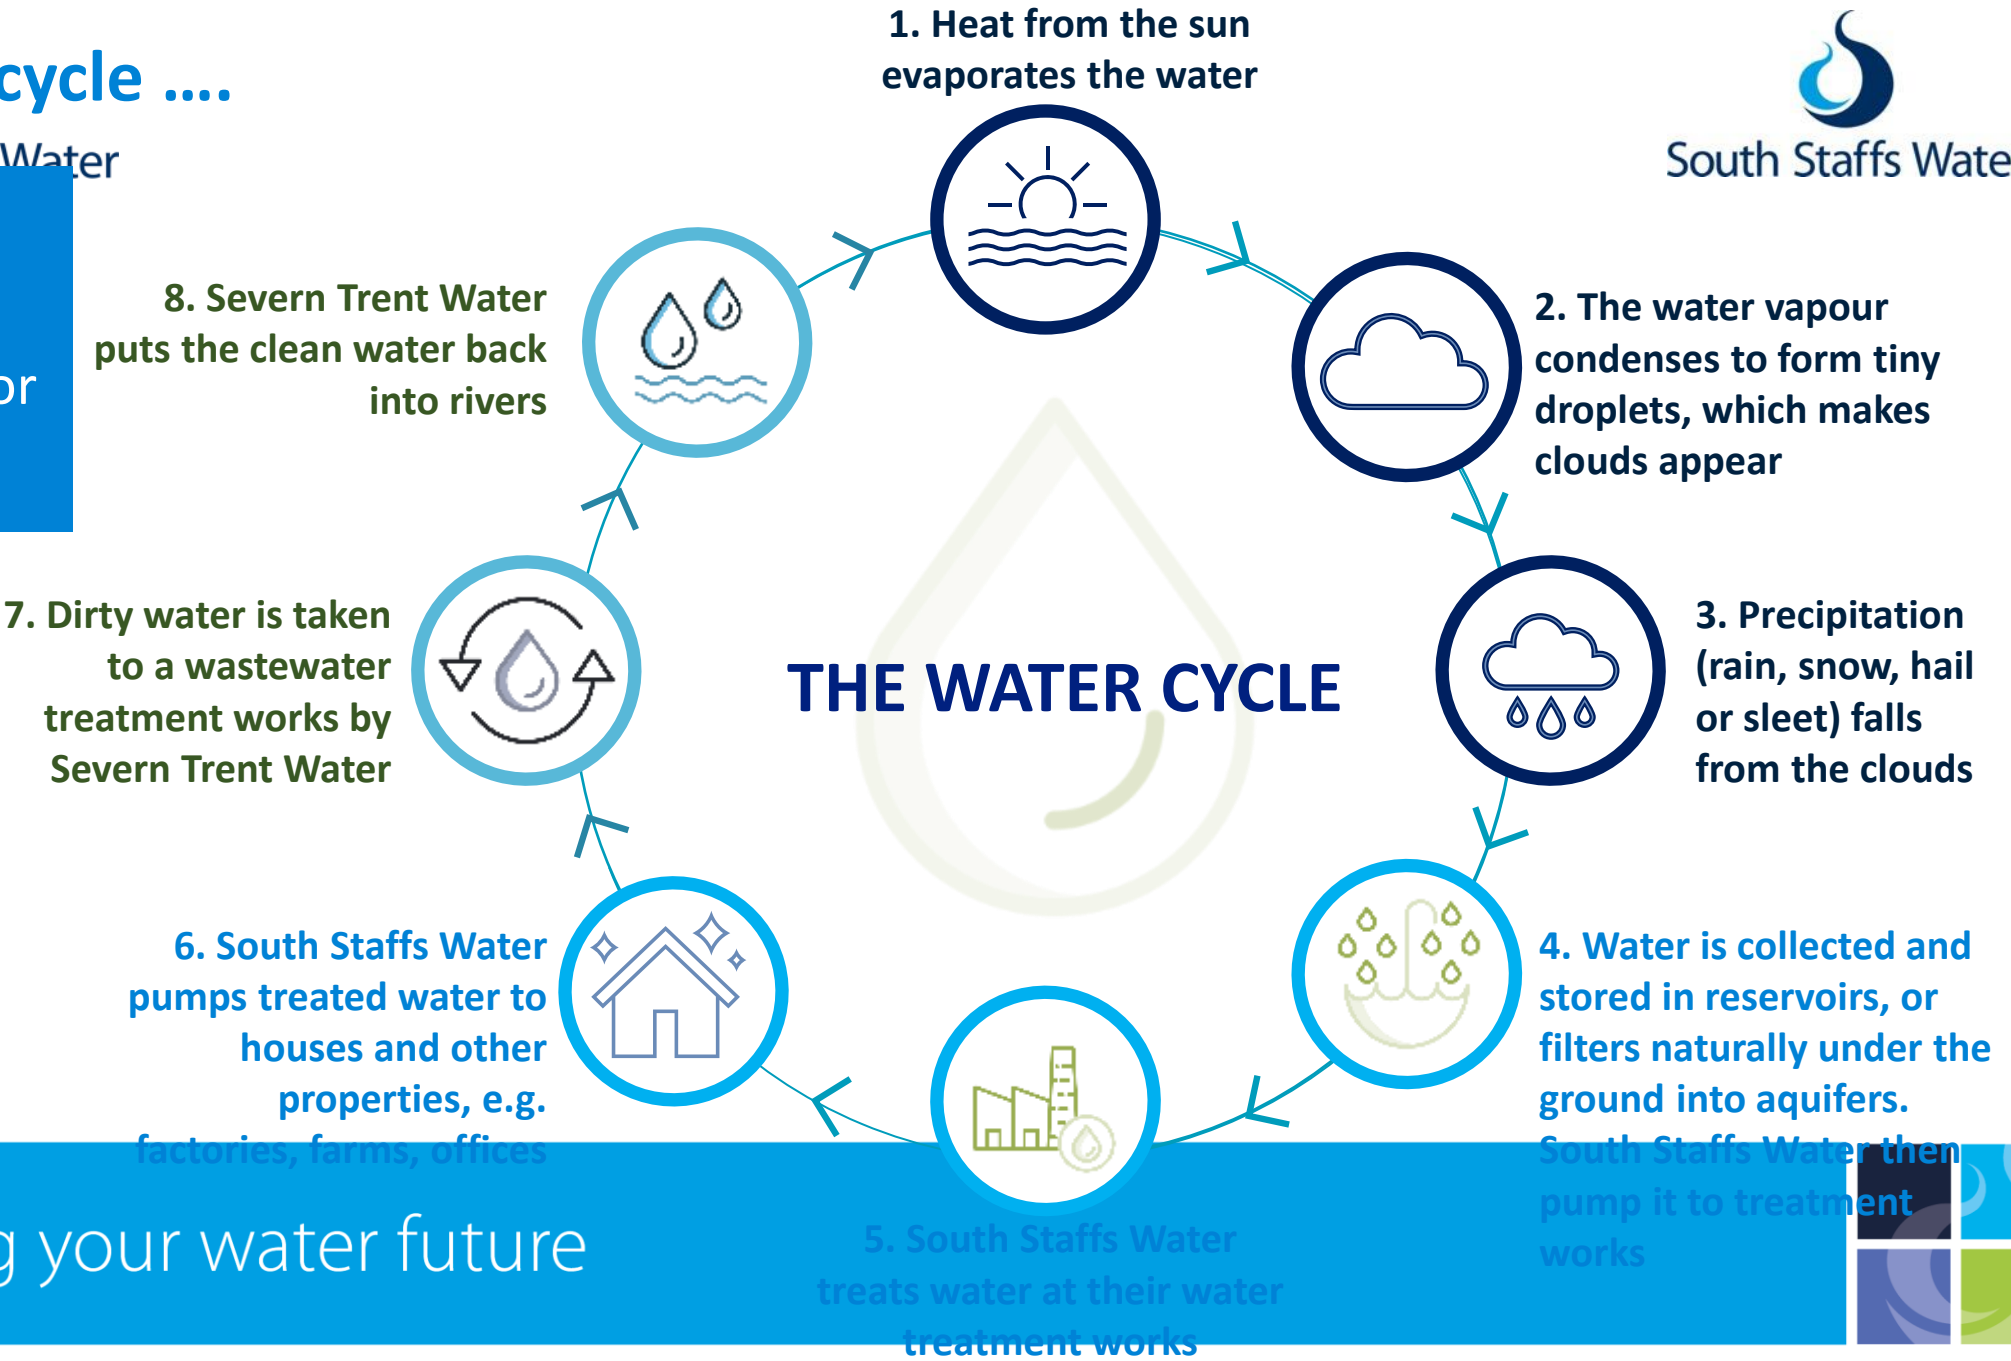 cycle ....
Water
or
South Staffs Wate
1. Heat from the sun
evaporates the water
2. The water vapour
condenses to form tiny
droplets, which makes
clouds appear
3. Precipitation
(rain, snow, hail
or sleet) falls
from the clouds
4. Water is collected and
stored in reservoirs, or
filters naturally under the
ground into aquifers.
South Staffs Water then
pump it to treatment
works
5. South Staffs Water
treats water at their water
treatment works
6. South Staffs Water
pumps treated water to
houses and other
properties, e.g.
factories, farms, offices
7. Dirty water is taken
to a wastewater
treatment works by
Severn Trent Water
8. Severn Trent Water
puts the clean water back
into rivers
THE WATER CYCLE
g your water future